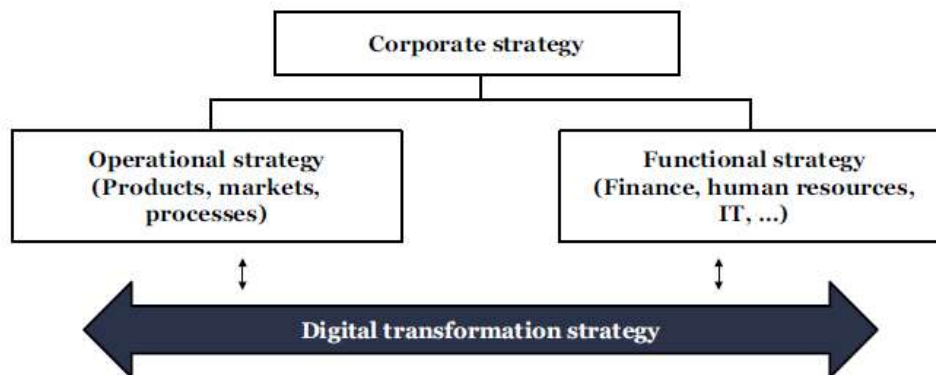 Corporate strategy
Operational strategy
(Products, markets,
processes)
Functional strategy
(Finance, human resources,
IT, ...)
Digital transformation strategy